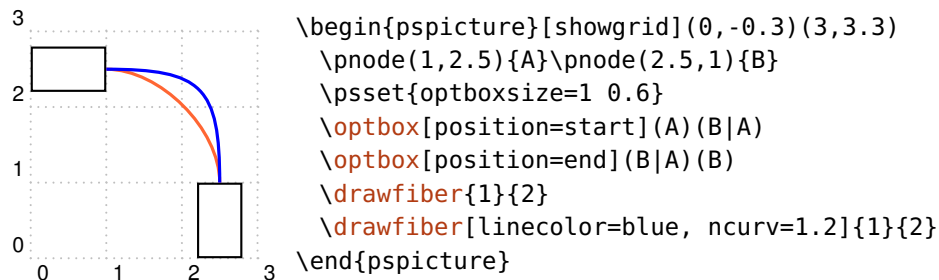 3
2
1
0
0 1 2 3
\begin{pspicture}[showgrid](0,-0.3)(3,3.3)
  \pnode(1,2.5){A}\pnode(2.5,1){B}
  \psset{optboxsize=1 0.6}
  \optbox[position=start](A)(B|A)
  \optbox[position=end](B|A)(B)
  \drawfiber{1}{2}
  \drawfiber[linecolor=blue, ncurv=1.2]{1}{2}
\end{pspicture}